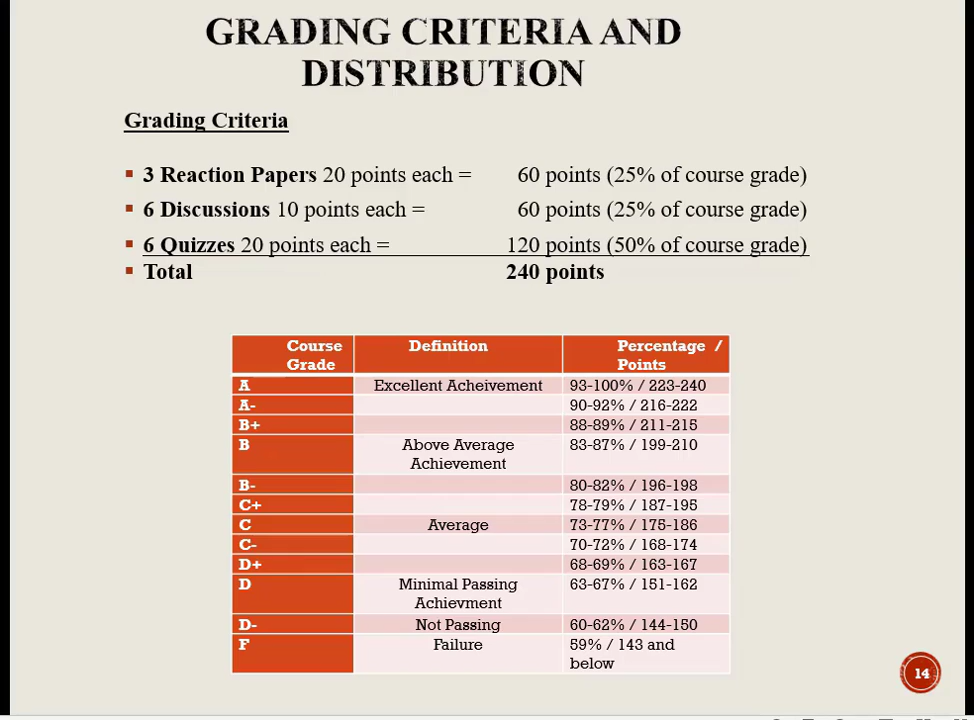 GRADING CRITERIA AND
DISTRIBUTION
Grading Criteria
▪ 3 Reaction Papers 20 points each = 60 points (25% of course grade)
▪ 6 Discussions 10 points each = 60 points (25% of course grade)
▪ 6 Quizzes 20 points each = 120 points (50% of course grade)
▪ Total 240 points
Course Grade Definition Percentage / Points
A Excellent Acheivement 93-100% / 223-240
A- 90-92% / 216-222
B+ 88-89% / 211-215
B Above Average Achievement 83-87% / 199-210
B- 80-82% / 196-198
C+ 78-79% / 187-195
C Average 73-77% / 175-186
C- 70-72% / 168-174
D+ 68-69% / 163-167
D Minimal Passing Achievment 63-67% / 151-162
D- Not Passing 60-62% / 144-150
F Failure 59% / 143 and below
14